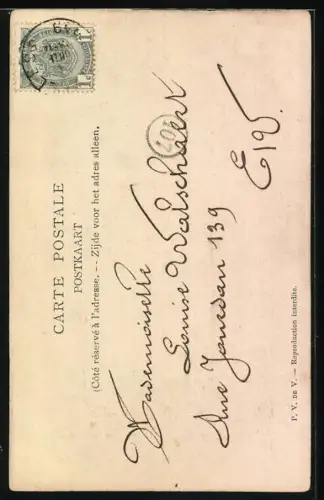 CARTE POSTALE
POSTKAART
(Côté réservé à l'adresse. -- Zijde voor het adres alleen.
Mademoiselle
Louise Walschaert
Rue Jourdan 139
E/V.
P. V. DE V. — Reproduction interdite.